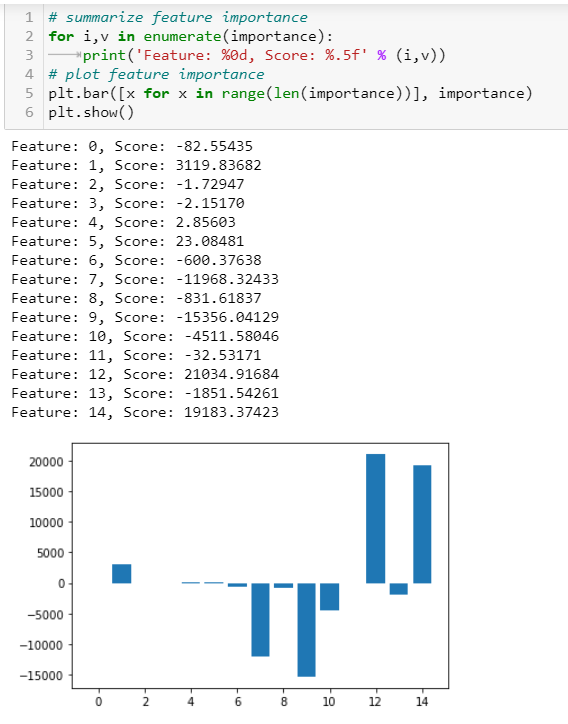 1 # summarize feature importance
2 for i,v in enumerate(importance):
3 print('Feature: %0d, Score: %.5f' % (i,v))
4 # plot feature importance
5 plt.bar([x for x in range(len(importance))], importance)
6 plt.show()
Feature: 0, Score: -82.55435
Feature: 1, Score: 3119.83682
Feature: 2, Score: -1.72947
Feature: 3, Score: -2.15170
Feature: 4, Score: 2.85603
Feature: 5, Score: 23.08481
Feature: 6, Score: -600.37638
Feature: 7, Score: -11968.32433
Feature: 8, Score: -831.61837
Feature: 9, Score: -15356.04129
Feature: 10, Score: -4511.58046
Feature: 11, Score: -32.53171
Feature: 12, Score: 21034.91684
Feature: 13, Score: -1851.54261
Feature: 14, Score: 19183.37423
20000
15000
10000
5000
0
−5000
−10000
−15000
0 2 4 6 8 10 12 14